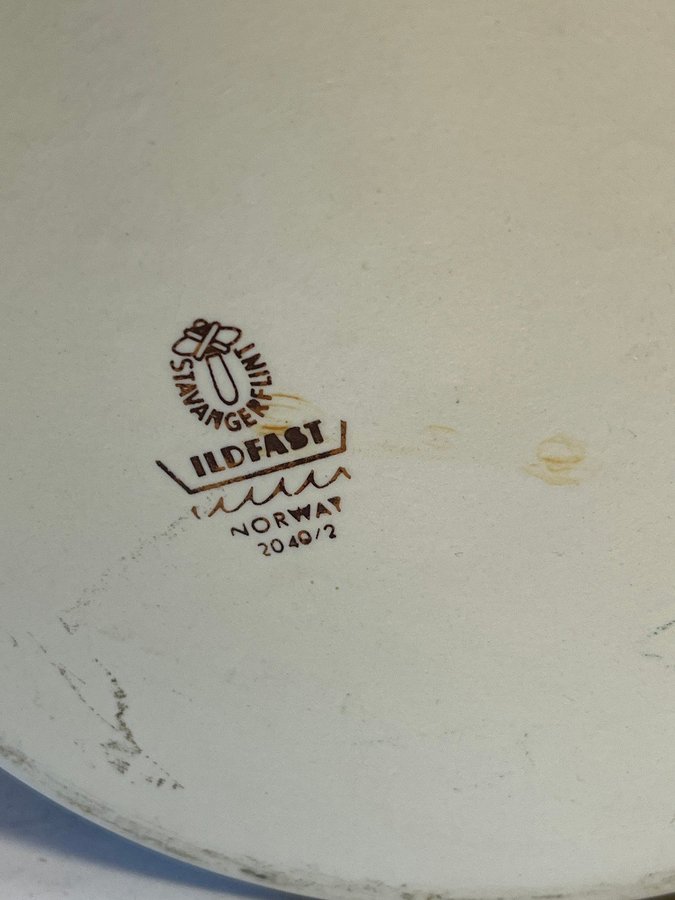 STAVANGERFLINT
ILDFAST
NORWAY
2040/2